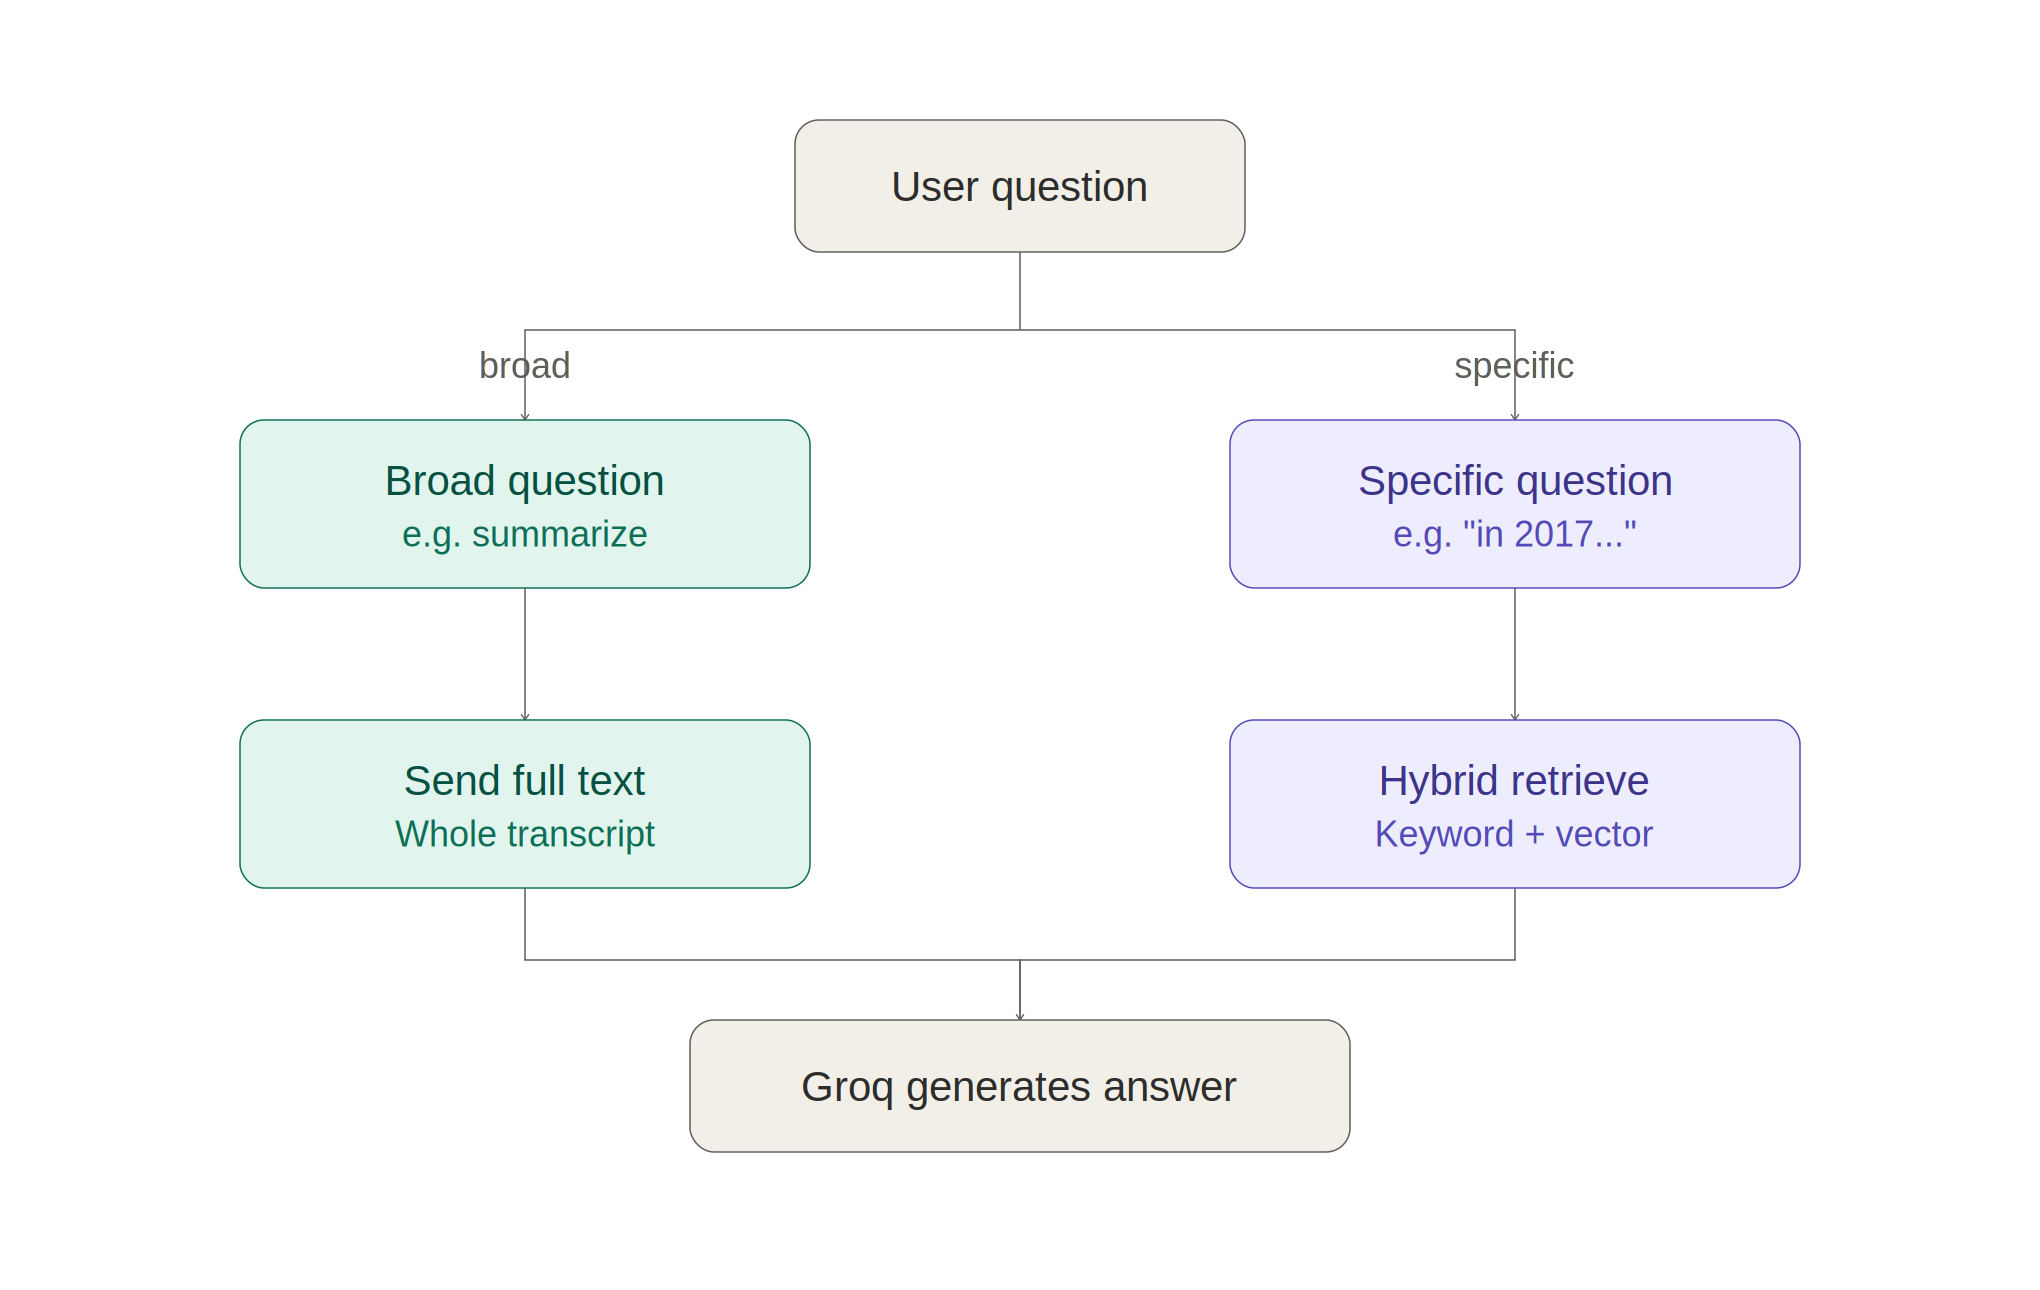 User question
broad
specific
Broad question
e.g. summarize
Specific question
e.g. "in 2017..."
Send full text
Whole transcript
Hybrid retrieve
Keyword + vector
Groq generates answer